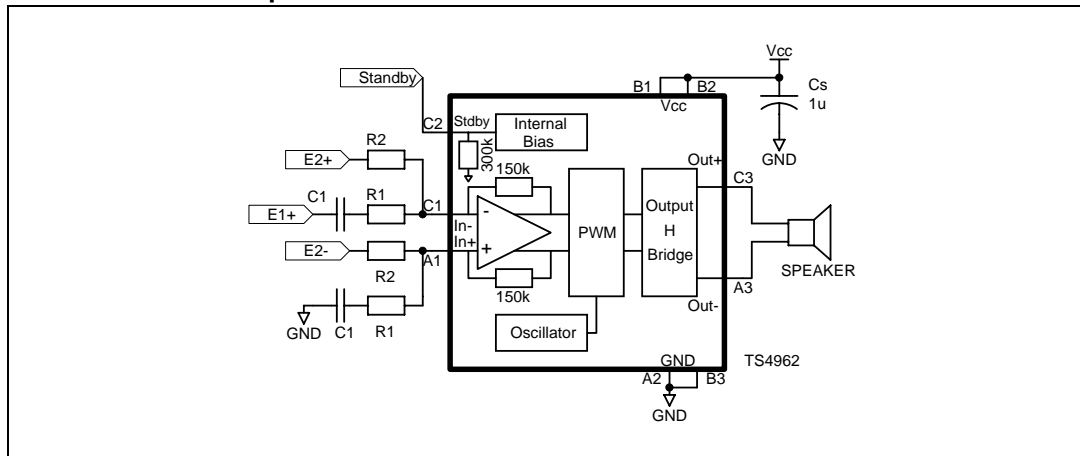 Vcc
Standby
B1
B2
Vcc
Cs
1u
GND
C2
Stdby
Internal
Bias
300k
R2
E2+
150k
Out+
C3
C1
R1
C1
E1+
In-
-
In+
+
PWM
Output
H
Bridge
SPEAKER
E2-
R2
A1
150k
A3
Out-
GND
C1
R1
Oscillator
GND
TS4962
A2
B3
GND